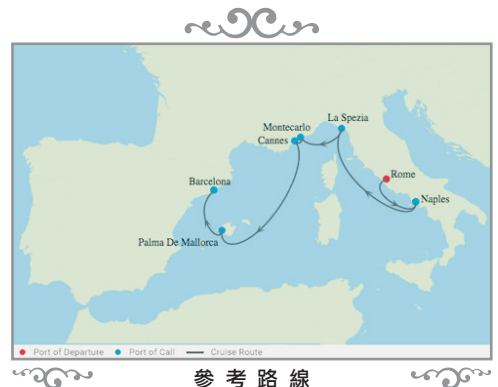 La Spezia
Montecarlo
Cannes
Rome
Barcelona
Naples
Palma De Mallorca
Port of Departure
Port of Call
Cruise Route
參考路線